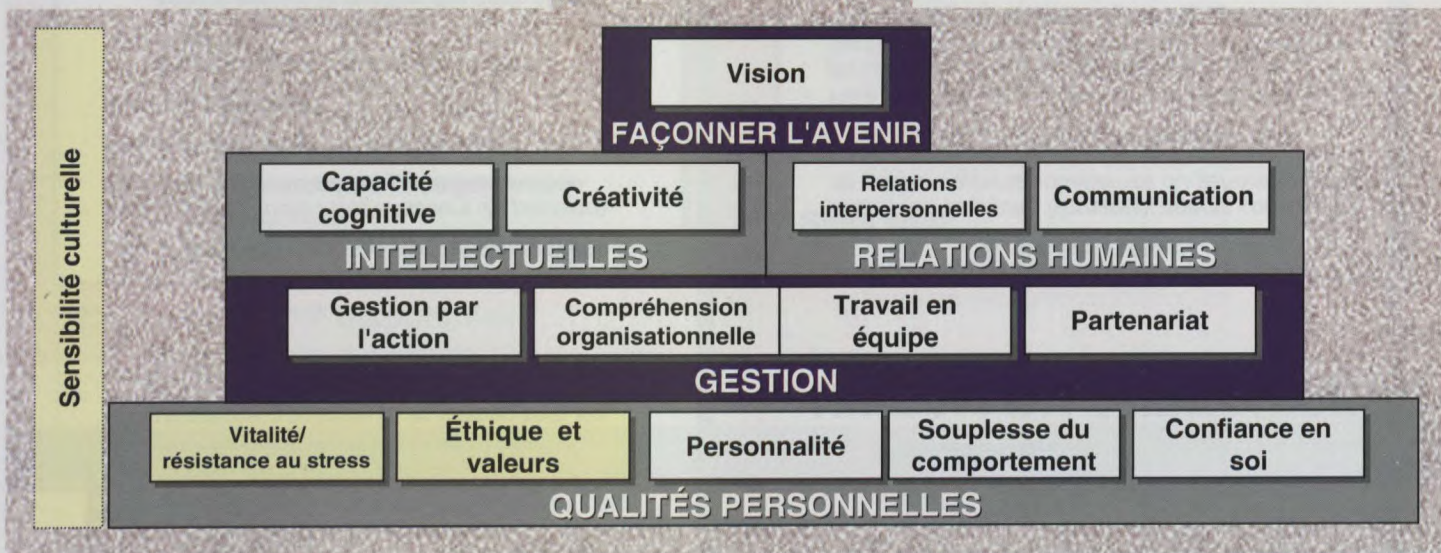 Sensibilité culturelle
Vision
FAÇONNER L'AVENIR
Capacité
cognitive
Créativité
INTELLECTUELLES
Relations
interpersonnelles
Communication
RELATIONS HUMAINES
Gestion par
l'action
Compréhension
organisationnelle
Travail en
équipe
Partenariat
GESTION
Vitalité/
résistance au stress
Éthique et
valeurs
Personnalité
Souplesse du
comportement
Confiance en
soi
QUALITÉS PERSONNELLES